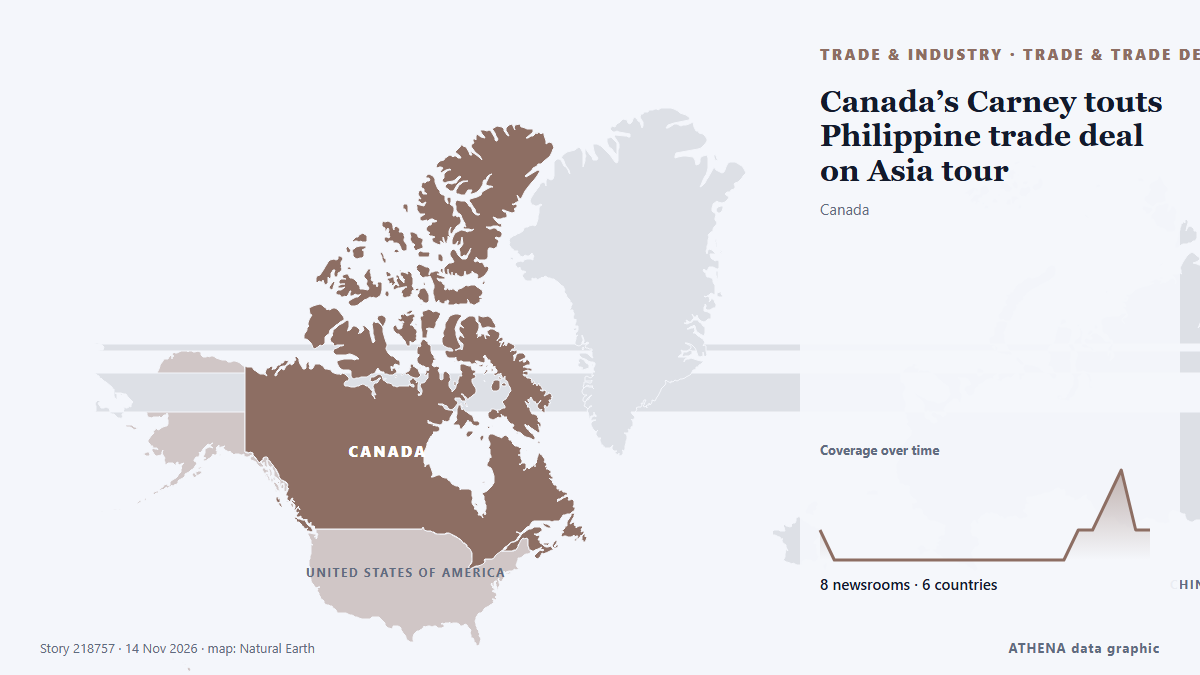 TRADE & INDUSTRY · TRADE & TRADE DE
Canada’s Carney touts
Philippine trade deal
on Asia tour
Canada
CANADA
UNITED STATES OF AMERICA
Coverage over time
8 newsrooms · 6 countries
Story 218757 · 14 Nov 2026 · map: Natural Earth
ATHENA data graphic